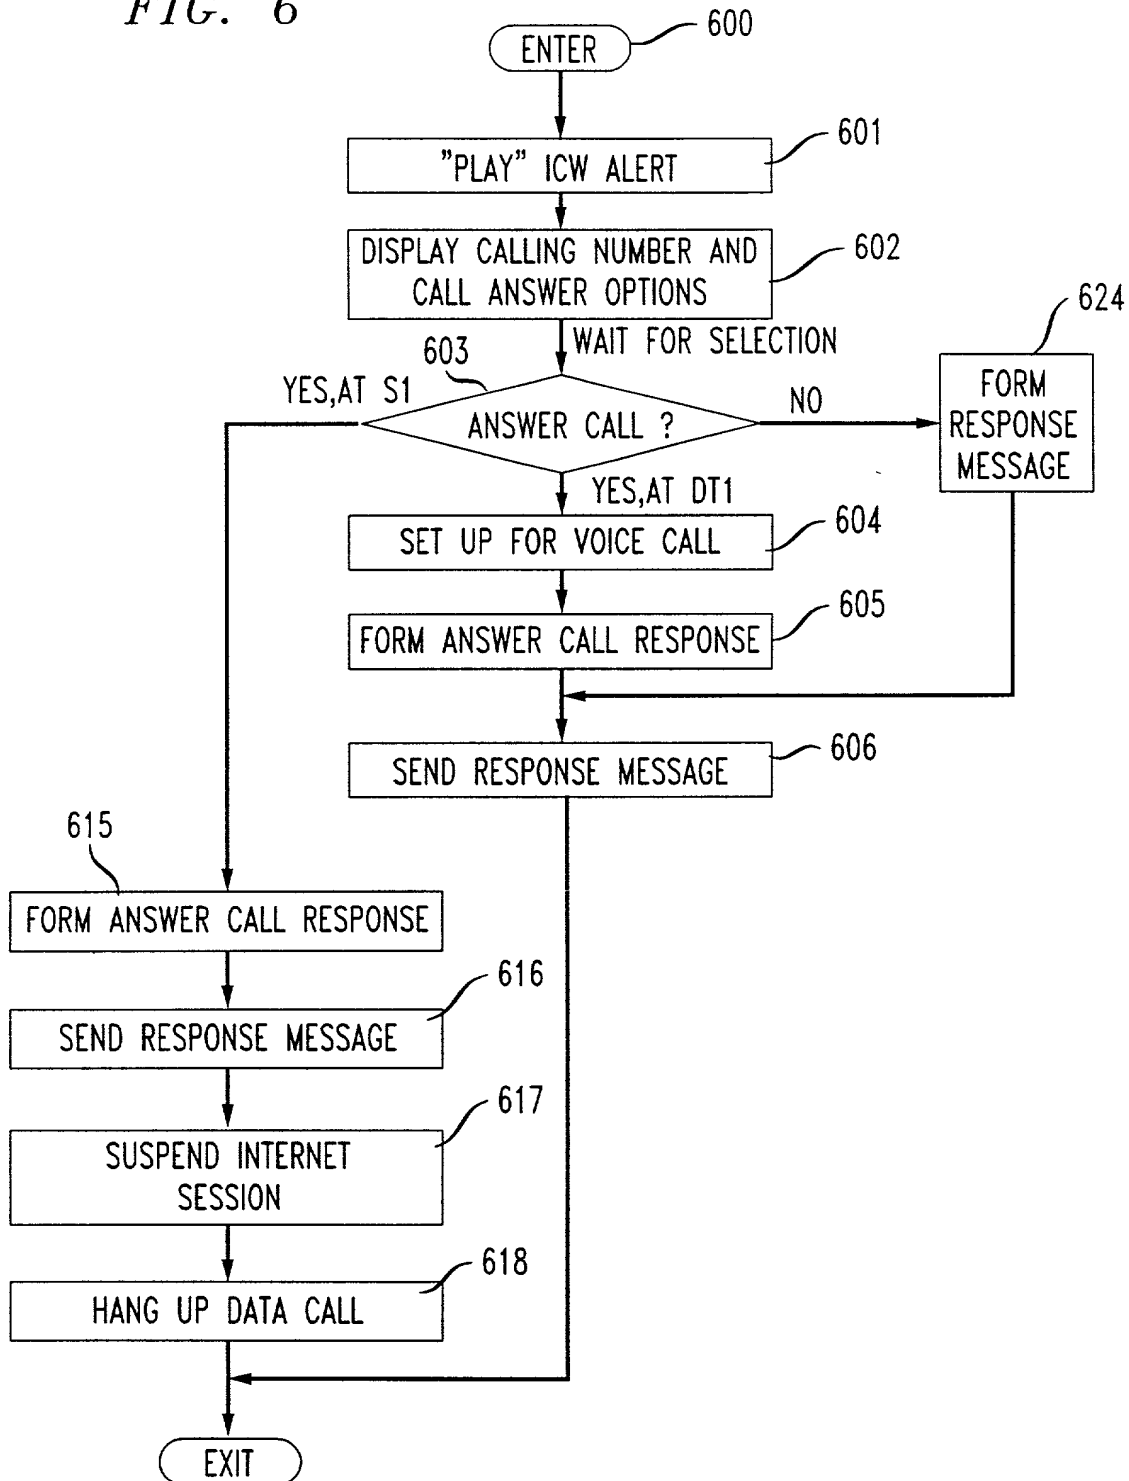 FIG. 6
ENTER
600
"PLAY" ICW ALERT
601
DISPLAY CALLING NUMBER AND
CALL ANSWER OPTIONS
602
WAIT FOR SELECTION
603
624
YES,AT S1
ANSWER CALL ?
NO
FORM
RESPONSE
MESSAGE
YES,AT DT1
SET UP FOR VOICE CALL
604
FORM ANSWER CALL RESPONSE
605
SEND RESPONSE MESSAGE
606
615
FORM ANSWER CALL RESPONSE
SEND RESPONSE MESSAGE
616
SUSPEND INTERNET
SESSION
617
HANG UP DATA CALL
618
EXIT